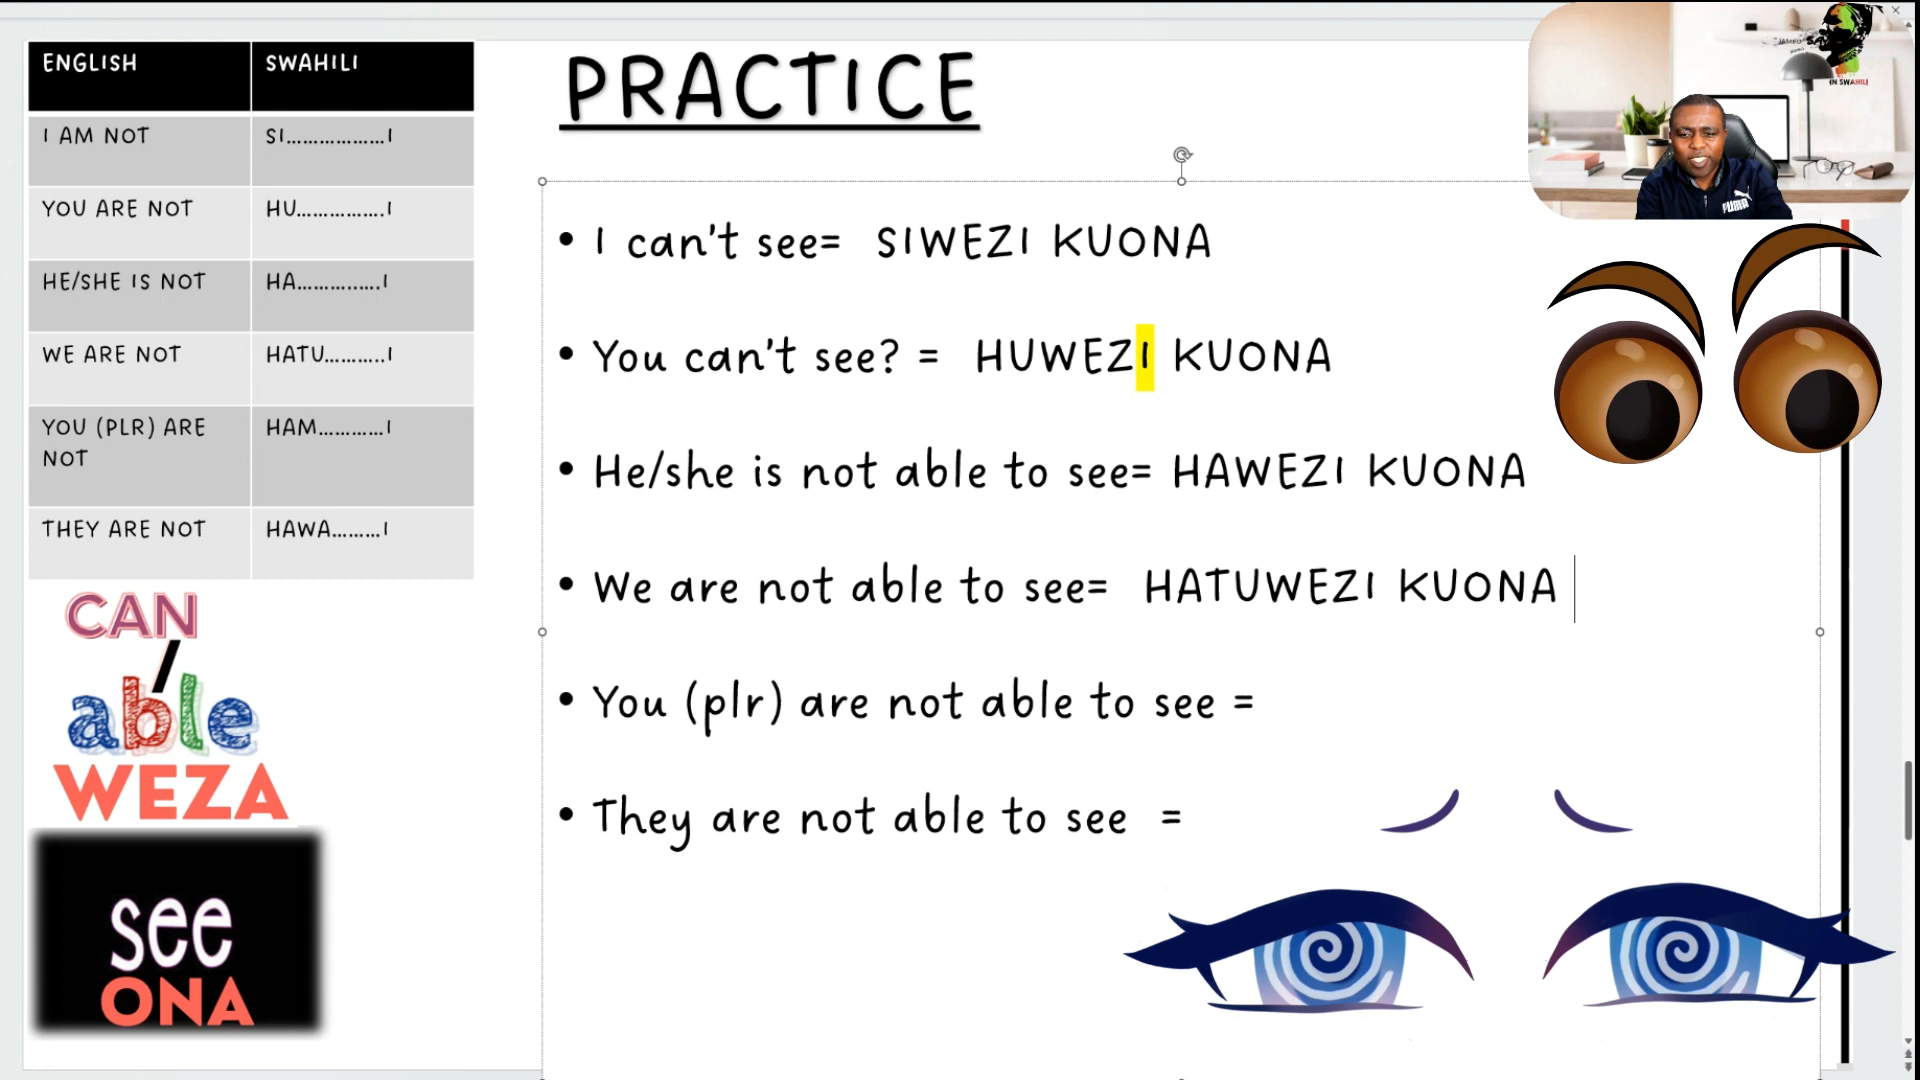 ENGLISH SWAHILI
I AM NOT SI.................I
YOU ARE NOT HU...............I
HE/SHE IS NOT HA...............I
WE ARE NOT HATU...........I
YOU (PLR) ARE NOT HAM............I
THEY ARE NOT HAWA.........I
CAN
/
able
WEZA
see
ONA
PRACTICE
• I can't see= SIWEZI KUONA
• You can't see? = HUWEZI KUONA
• He/she is not able to see= HAWEZI KUONA
• We are not able to see= HATUWEZI KUONA
• You (plr) are not able to see =
• They are not able to see =
IN SWAHILI
PUMA